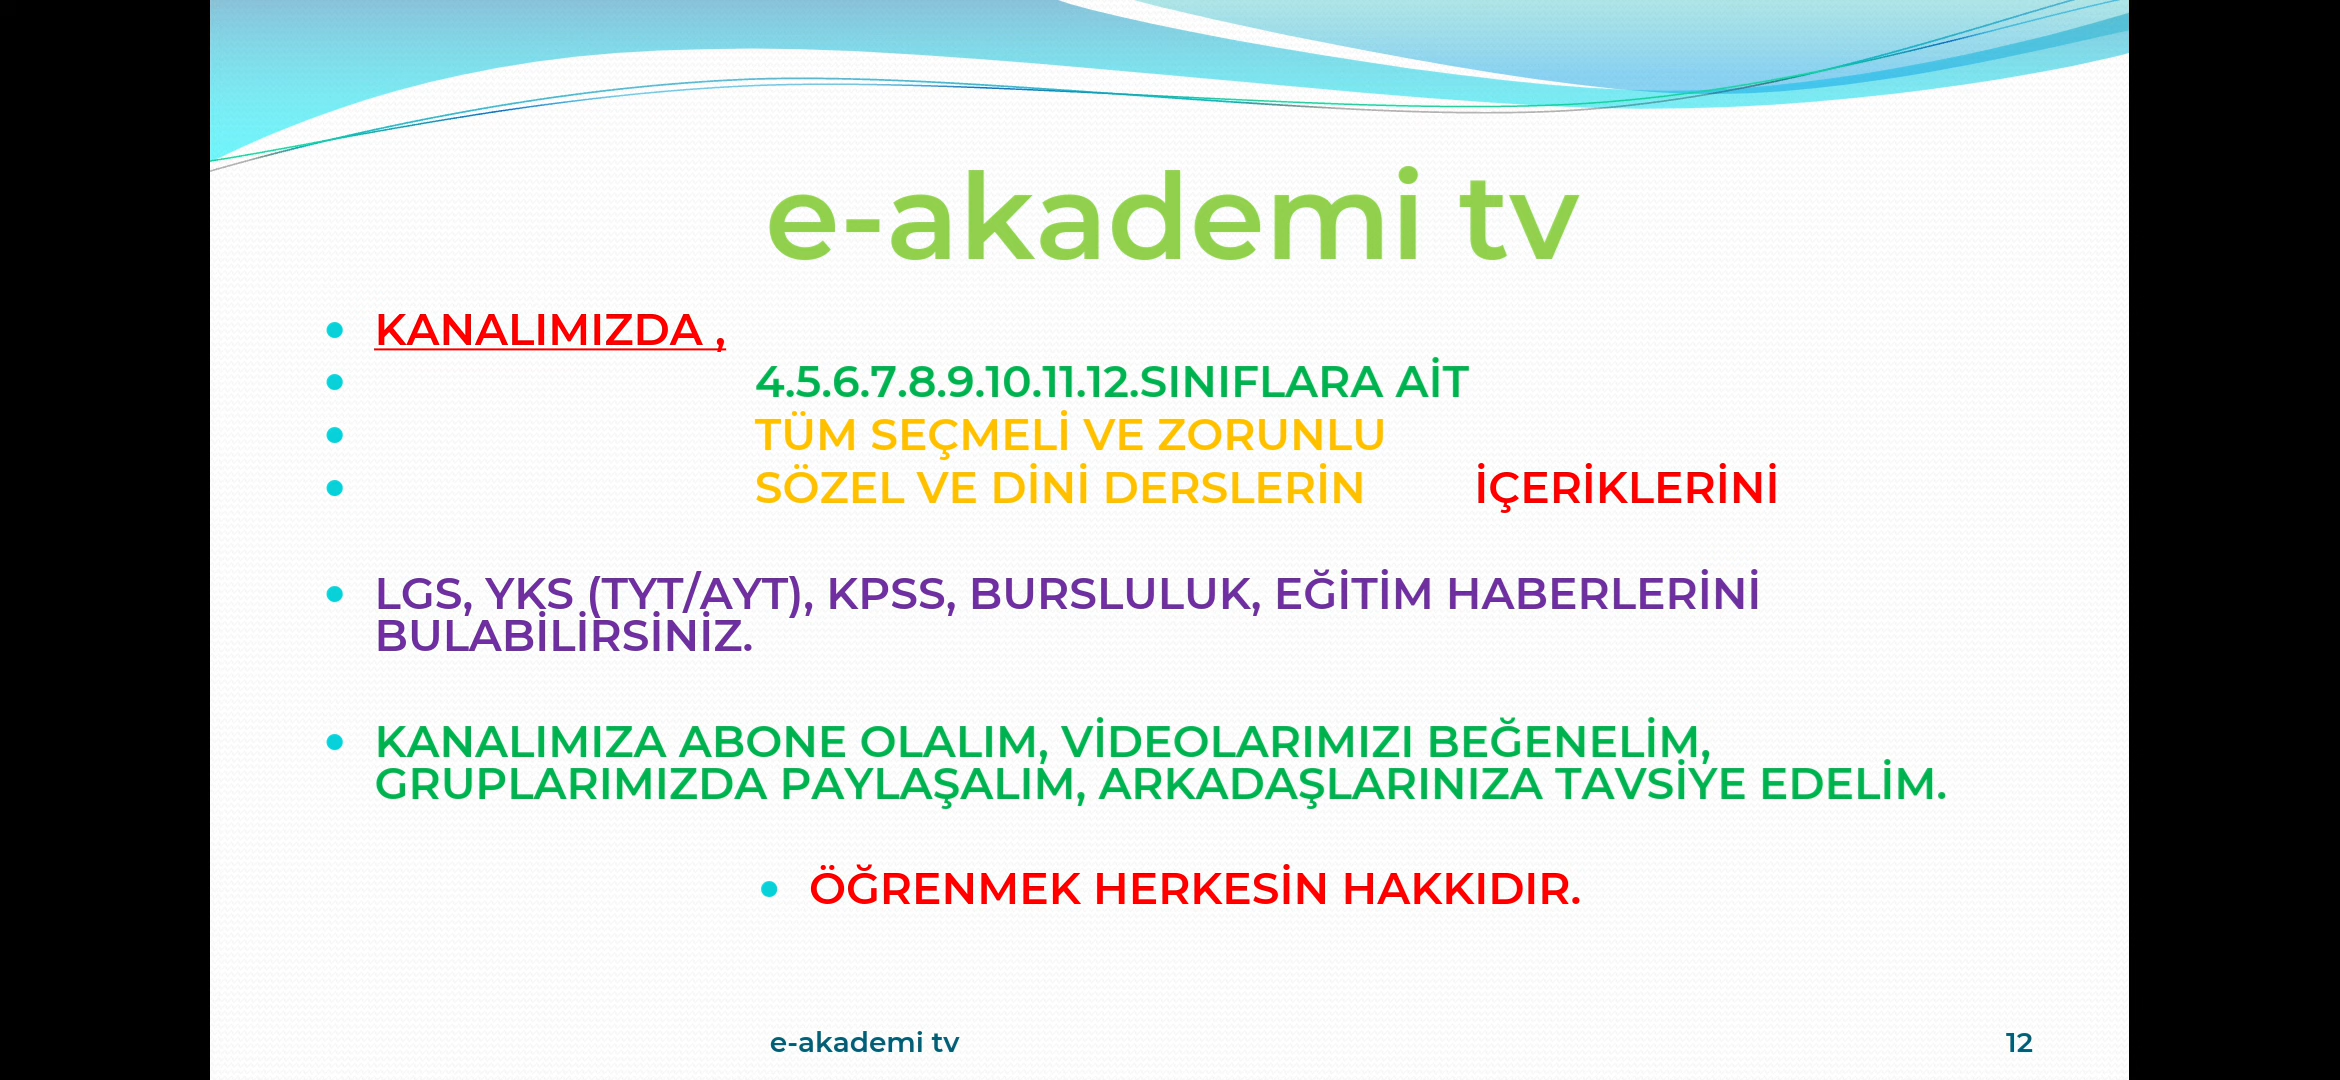 e-akademi tv
KANALIMIZDA ,
4.5.6.7.8.9.10.11.12.SINIFLARA AİT
TÜM SEÇMELİ VE ZORUNLU
SÖZEL VE DİNİ DERSLERİN İÇERİKLERİNİ
LGS, YKS (TYT/AYT), KPSS, BURSLULUK, EĞİTİM HABERLERİNİ
BULABİLİRSİNİZ.
KANALIMIZA ABONE OLALIM, VİDEOLARIMIZI BEĞENELİM,
GRUPLARIMIZDA PAYLAŞALIM, ARKADAŞLARINIZA TAVSİYE EDELİM.
ÖĞRENMEK HERKESİN HAKKIDIR.
e-akademi tv
12